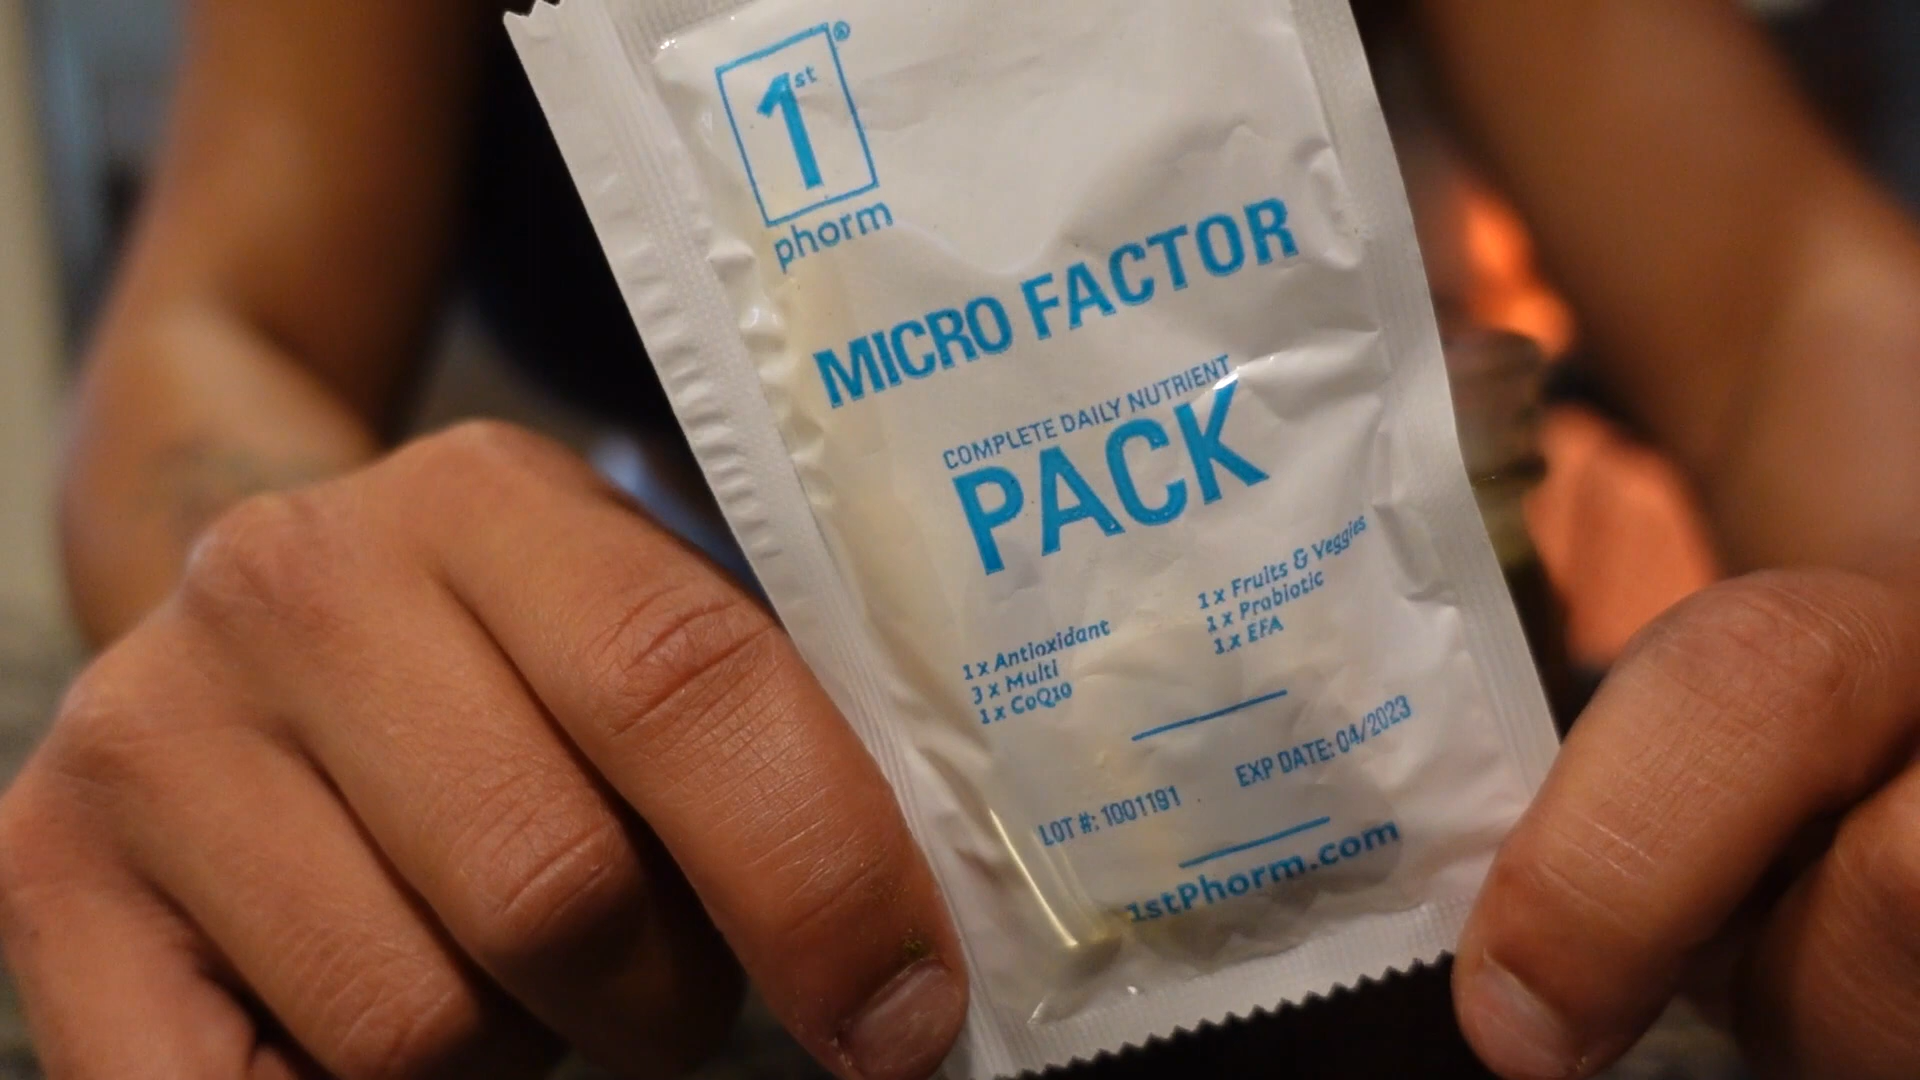 1st®
phorm
MICRO FACTOR
COMPLETE DAILY NUTRIENT
PACK
1 x Antioxidant
3 x Multi
1 x CoQ10
1 x Fruits & Veggies
1 x Probiotic
1 x EFA
LOT #: 1001191
EXP DATE: 04/2023
1stPhorm.com